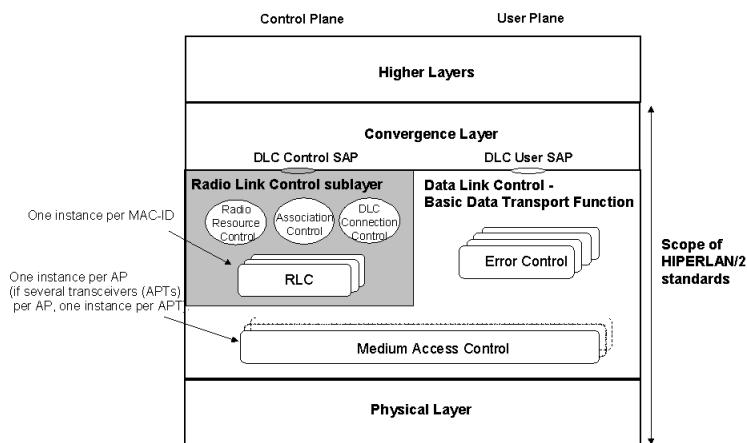 Control Plane
User Plane
Higher Layers
Convergence Layer
DLC Control SAP
DLC User SAP
Radio Link Control sublayer
Data Link Control -
Basic Data Transport Function
Radio
Resource
Control
Association
Control
DLC
Connection
Control
One instance per MAC-ID
Error Control
Scope of
HIPERLAN/2
standards
One instance per AP
(if several transceivers (APTs)
per AP, one instance per APT
RLC
Medium Access Control
Physical Layer